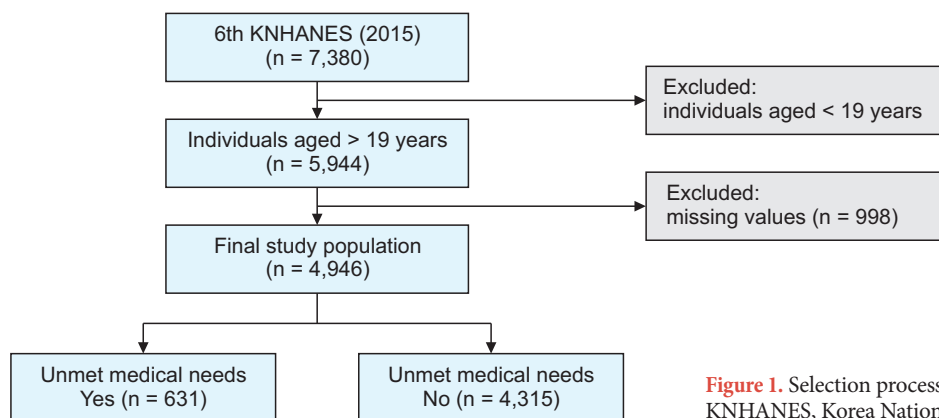 6th KNHANES (2015)
(n = 7,380)
Excluded:
individuals aged < 19 years
Individuals aged > 19 years
(n = 5,944)
Excluded:
missing values (n = 998)
Final study population
(n = 4,946)
Unmet medical needs
Yes (n = 631)
Unmet medical needs
No (n = 4,315)
Figure 1. Selection process
KNHANES, Korea Nation